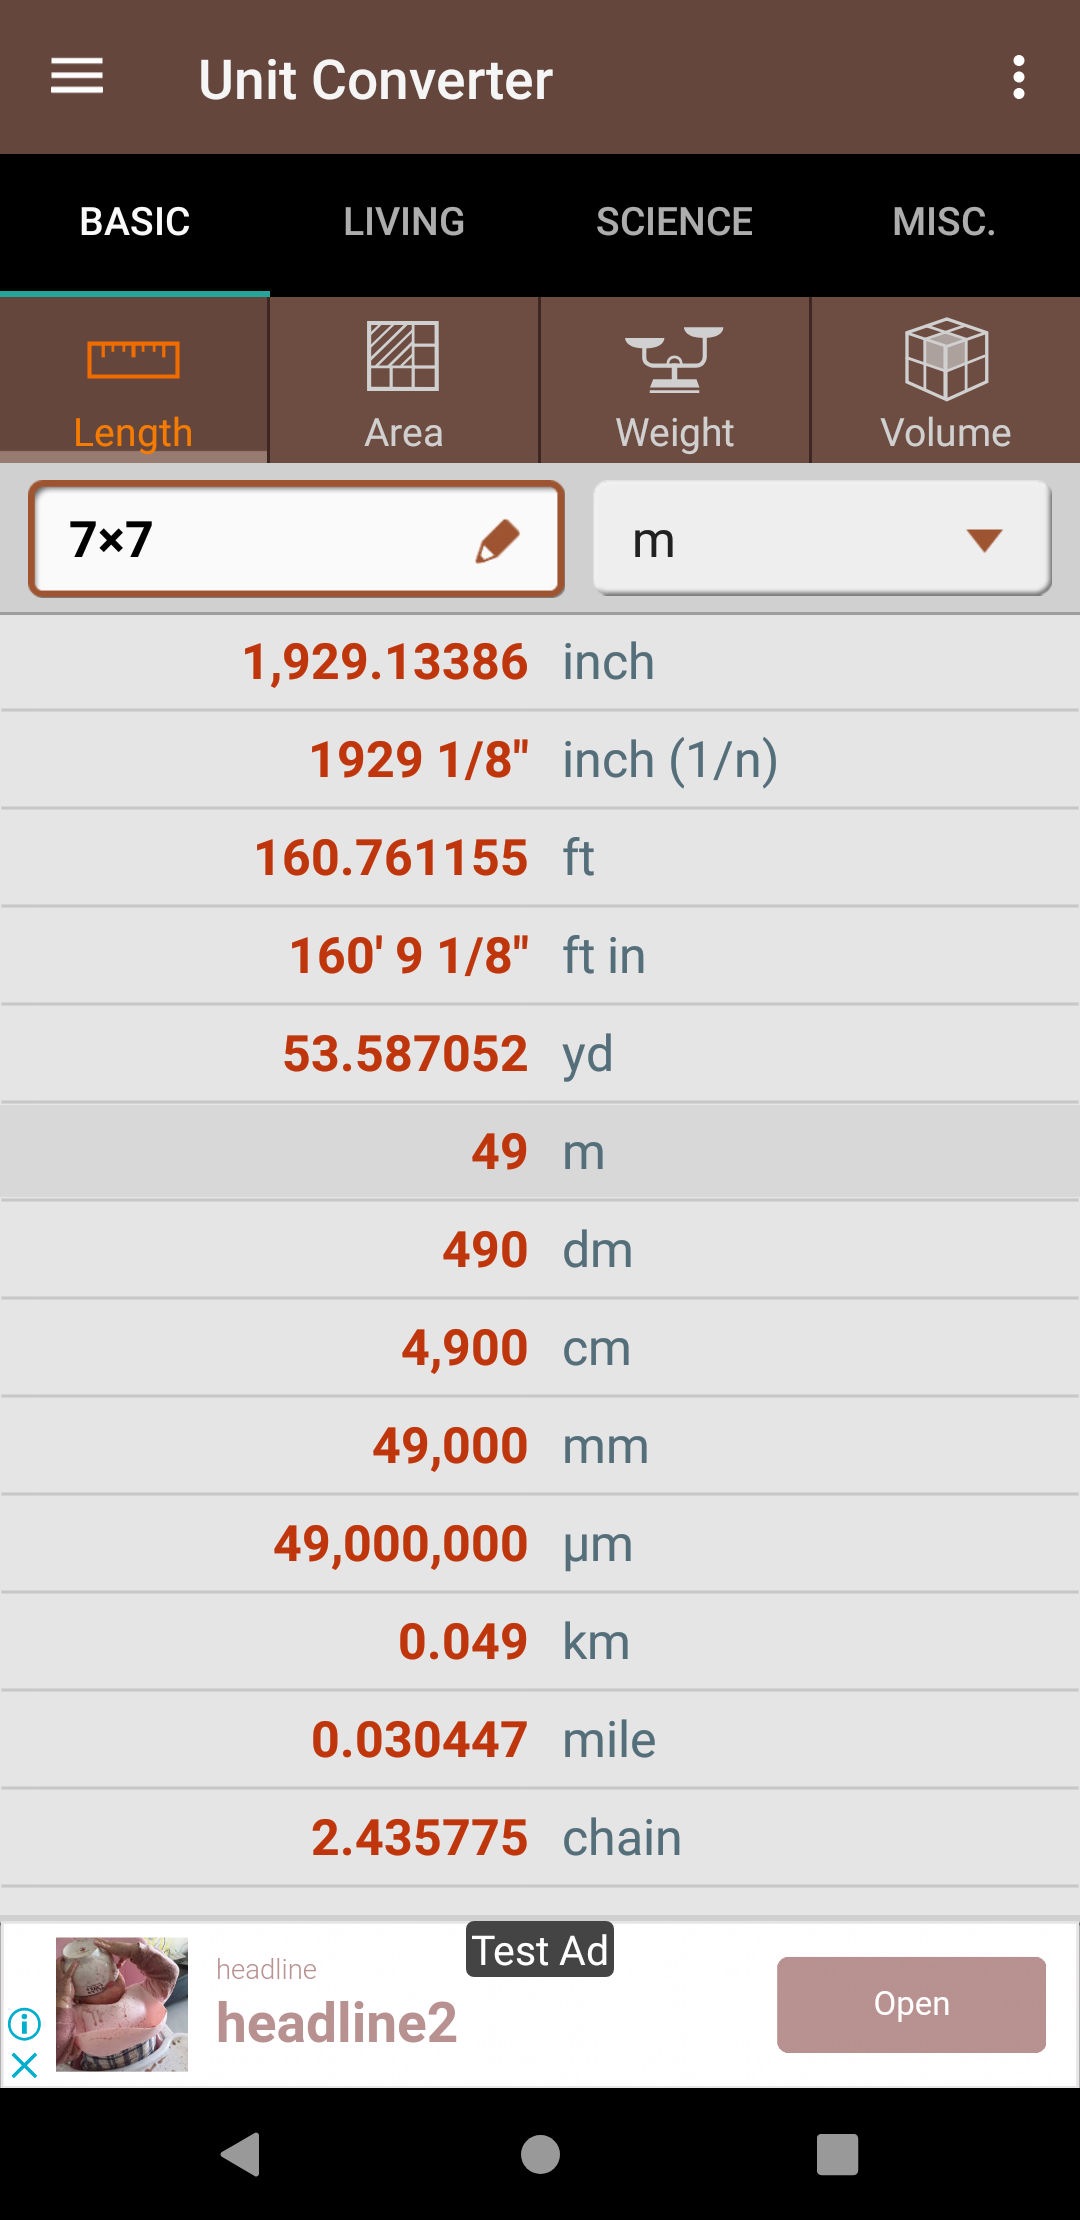 Unit Converter
BASIC LIVING SCIENCE MISC.
Length Area Weight Volume
7×7 m
1,929.13386 inch
1929 1/8" inch (1/n)
160.761155 ft
160' 9 1/8" ft in
53.587052 yd
49 m
490 dm
4,900 cm
49,000 mm
49,000,000 µm
0.049 km
0.030447 mile
2.435775 chain
Test Ad
headline
headline2
Open